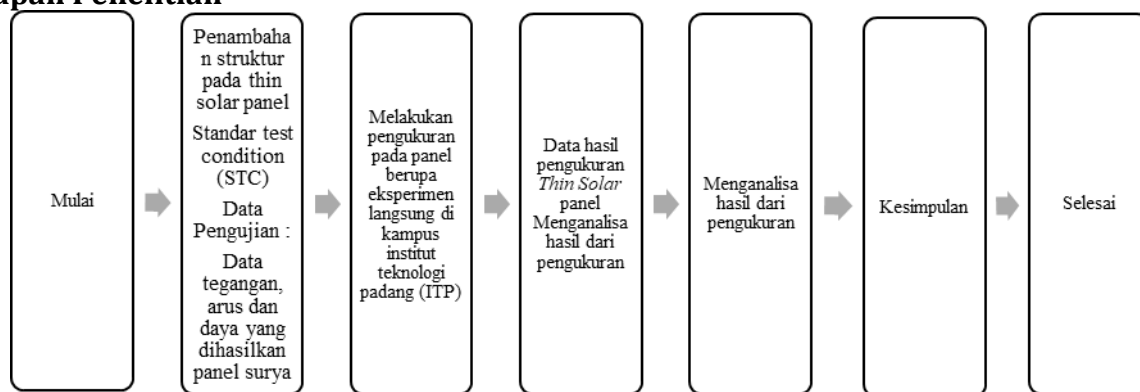 Mulai
Penambaha
n struktur
pada thin
solar panel
Standar test
condition
(STC)
Data
Pengujian :
Data
tegangan,
arus dan
daya yang
dihasilkan
panel surya
Melakukan
pengukuran
pada panel
berupa
eksperimen
langsung di
kampus
institut
teknologi
padang (ITP)
Data hasil
pengukuran
Thin Solar
panel
Menganalisa
hasil dari
pengukuran
Menganalisa
hasil dari
pengukuran
Kesimpulan
Selesai